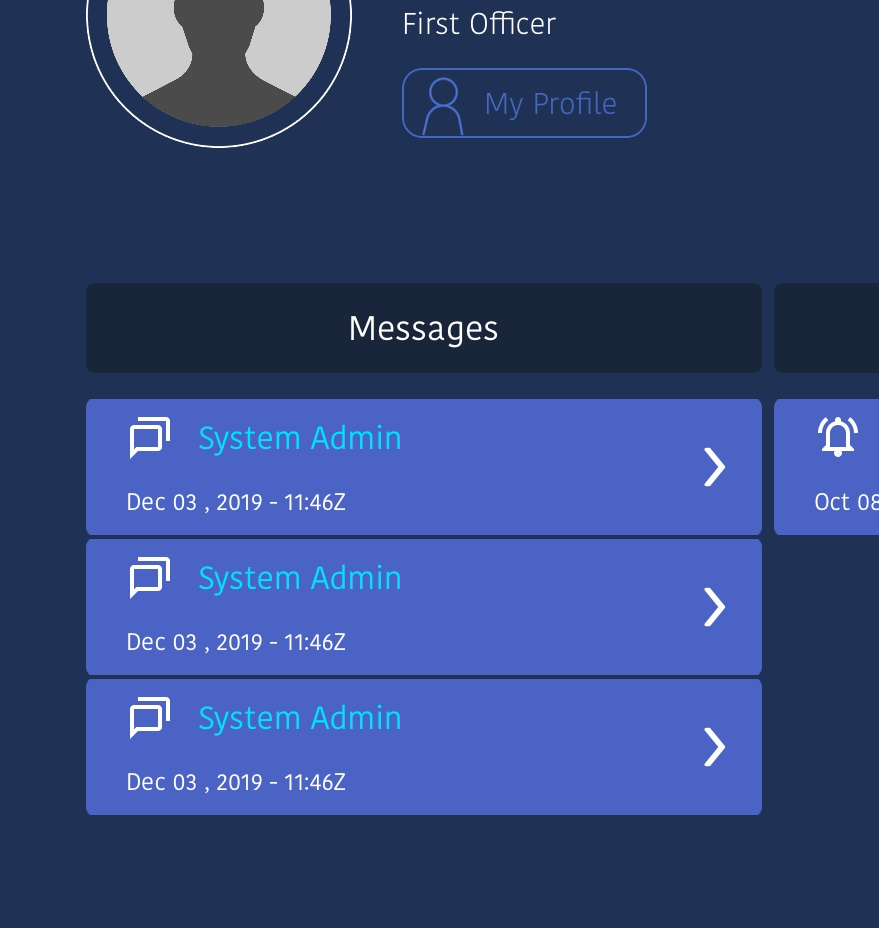 First Officer
My Profile
Messages
System Admin
Dec 03 , 2019 - 11:46Z
Oct 08
System Admin
Dec 03 , 2019 - 11:46Z
System Admin
Dec 03 , 2019 - 11:46Z